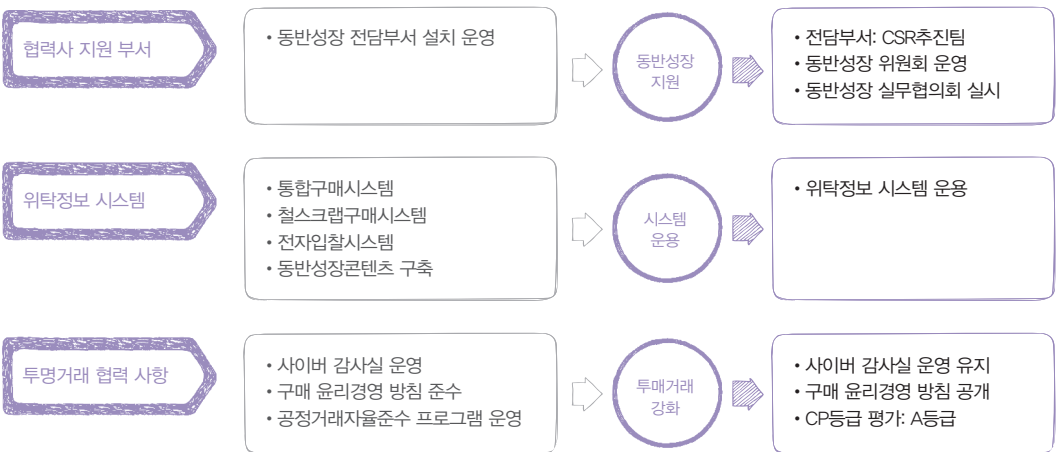 협력사 지원 부서
• 동반성장 전담부서 설치 운영
동반성장
지원
• 전담부서: CSR추진팀
• 동반성장 위원회 운영
• 동반성장 실무협의회 실시
위탁정보 시스템
• 통합구매시스템
• 철스크랩구매시스템
• 전자입찰시스템
• 동반성장콘텐츠 구축
시스템
운용
• 위탁정보 시스템 운용
투명거래 협력 사항
• 사이버 감사실 운영
• 구매 윤리경영 방침 준수
• 공정거래자율준수 프로그램 운영
투매거래
강화
• 사이버 감사실 운영 유지
• 구매 윤리경영 방침 공개
• CP등급 평가: A등급